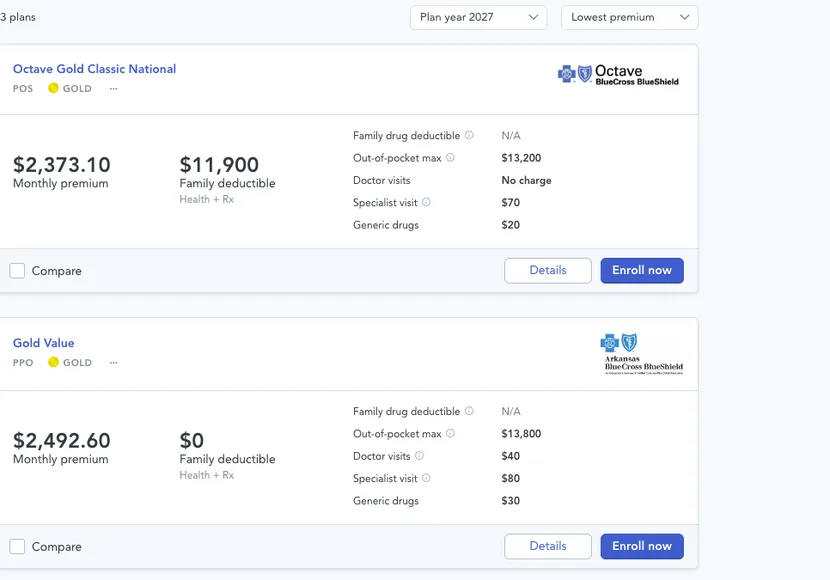 3 plans
Plan year 2027
Lowest premium
Octave Gold Classic National
POS GOLD ...
Octave
BlueCross BlueShield
$2,373.10
Monthly premium
$11,900
Family deductible
Health + Rx
Family drug deductible N/A
Out-of-pocket max $13,200
Doctor visits No charge
Specialist visit $70
Generic drugs $20
Compare
Details
Enroll now
Gold Value
PPO GOLD ...
Arkansas
BlueCross BlueShield
$2,492.60
Monthly premium
$0
Family deductible
Health + Rx
Family drug deductible N/A
Out-of-pocket max $13,800
Doctor visits $40
Specialist visit $80
Generic drugs $30
Compare
Details
Enroll now